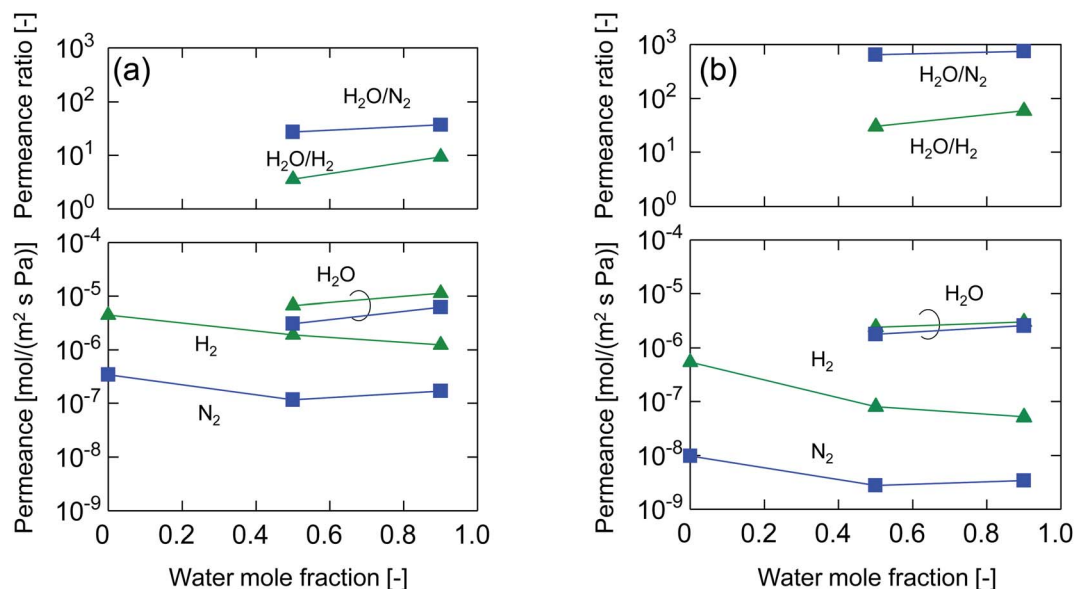 Permeance ratio [-]
10³
10²
10¹
10⁰
(a)
H₂O/N₂
H₂O/H₂
Permeance [mol/(m² s Pa)]
10⁻⁴
10⁻⁵
10⁻⁶
10⁻⁷
10⁻⁸
10⁻⁹
H₂O
H₂
N₂
0 0.2 0.4 0.6 0.8 1.0
Water mole fraction [-]
Permeance ratio [-]
10³
10²
10¹
10⁰
(b)
H₂O/N₂
H₂O/H₂
Permeance [mol/(m² s Pa)]
10⁻⁴
10⁻⁵
10⁻⁶
10⁻⁷
10⁻⁸
10⁻⁹
H₂O
H₂
N₂
0 0.2 0.4 0.6 0.8 1.0
Water mole fraction [-]